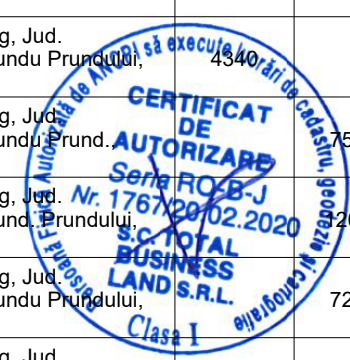 g, Jud.
undu Prundului, 4340
g, Jud.
undu Prund., 75
g, Jud.
und. Prundului,
g, Jud.
undu Prundului, 72
g, Jud.
Persoană Fizică Autorizată de ANCPI să execute lucrări de cadastru, geodezie și cartografie
CERTIFICAT
DE
AUTORIZARE
Seria RO-B-J
Nr. 1767/20.02.2020
S.C. TOTAL
BUSINESS
LAND S.R.L.
Clasa I